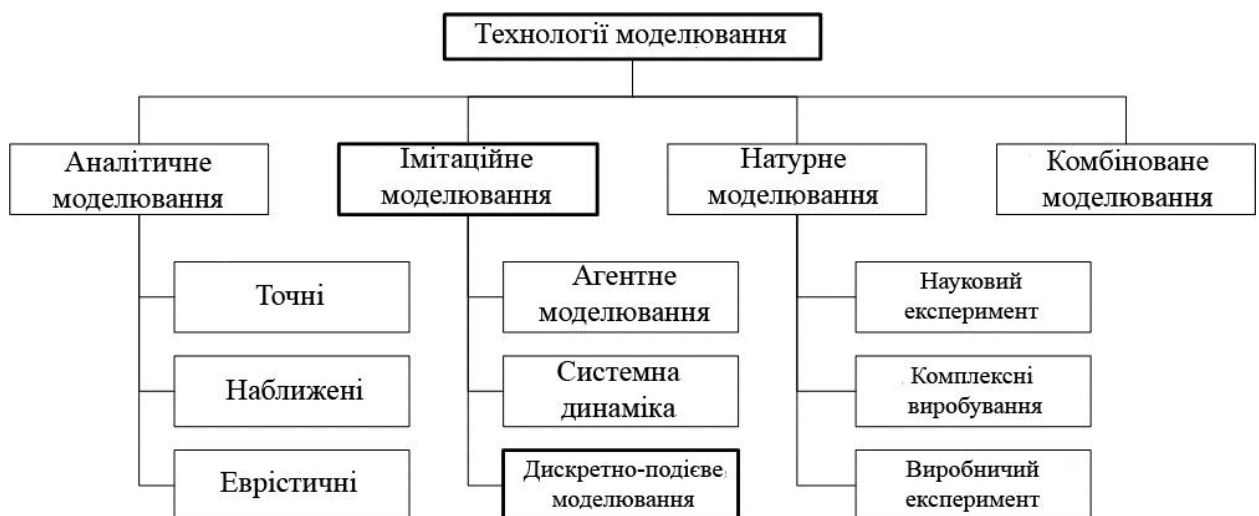 Технології моделювання
Аналітичне
моделювання
Імітаційне
моделювання
Натурне
моделювання
Комбіноване
моделювання
Точні
Наближені
Еврістичні
Агентне
моделювання
Системна
динаміка
Дискретно-подієве
моделювання
Науковий
експеримент
Комплексні
виробування
Виробничий
експеримент